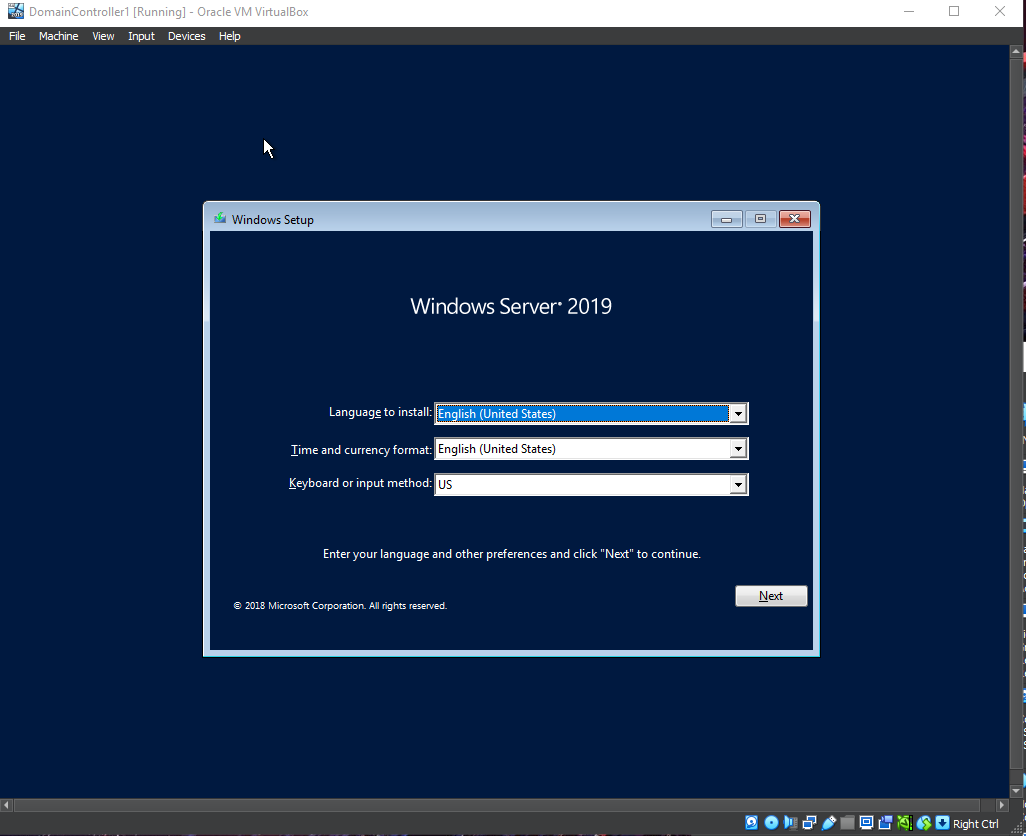 DomainController1 [Running] - Oracle VM VirtualBox
File Machine View Input Devices Help
Windows Setup
Windows Server® 2019
Language to install: English (United States)
Time and currency format: English (United States)
Keyboard or input method: US
Enter your language and other preferences and click "Next" to continue.
Next
© 2018 Microsoft Corporation. All rights reserved.
Right Ctrl